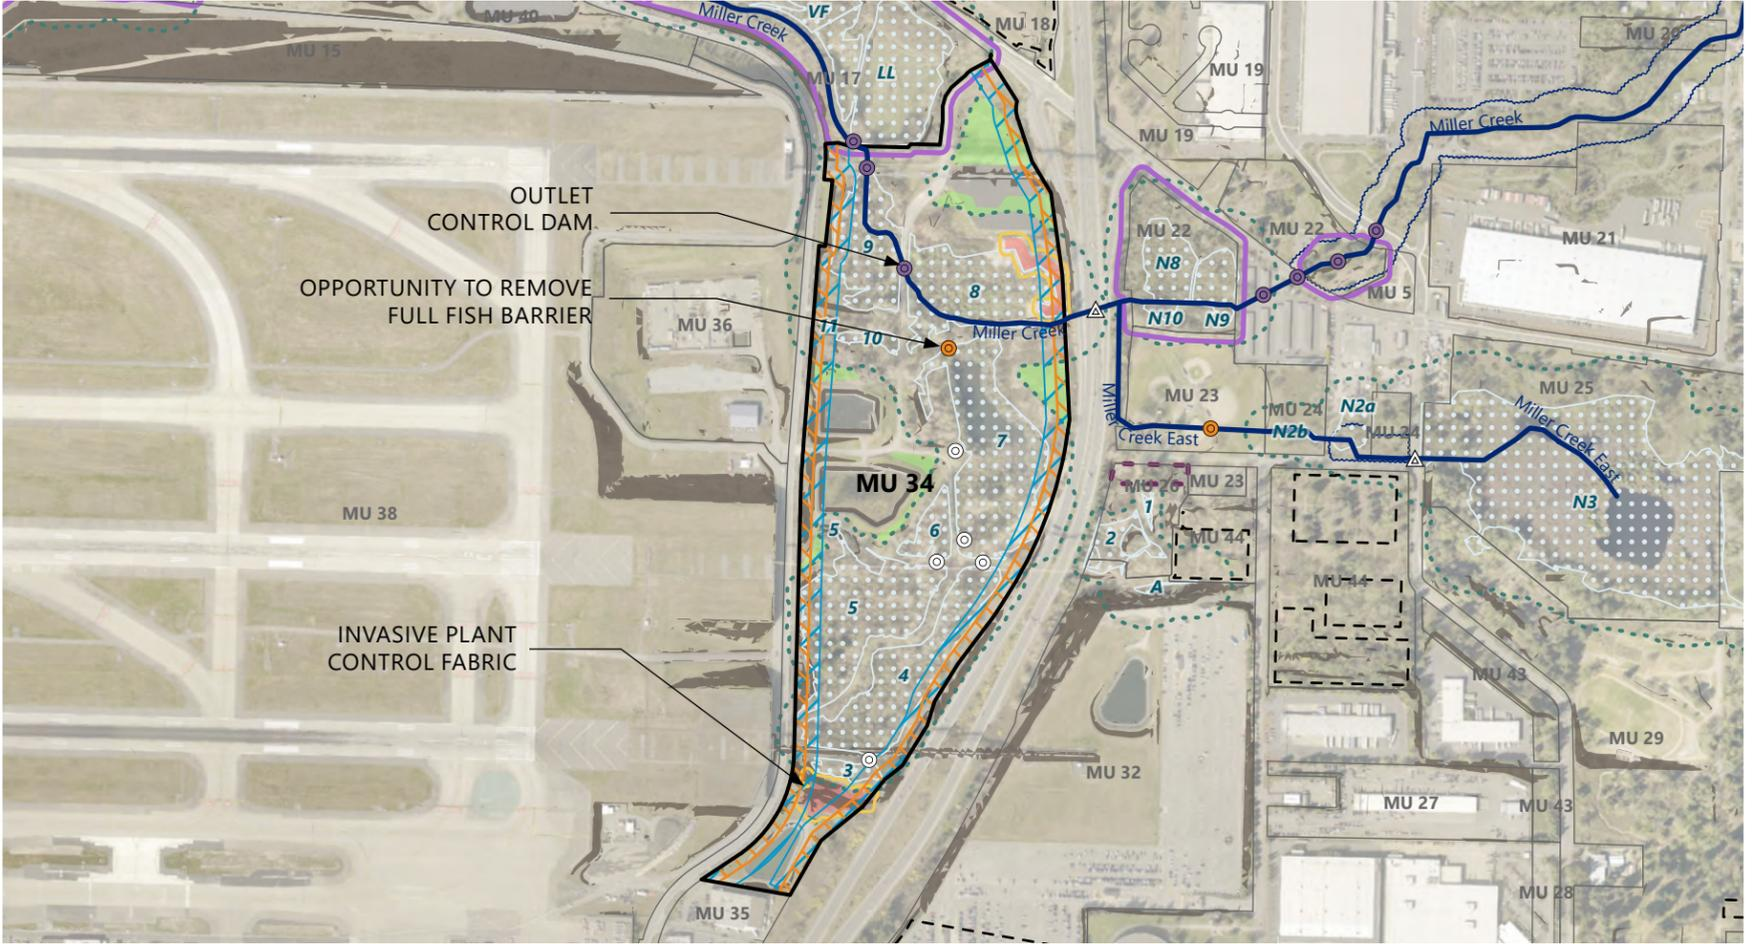 MU 40
Miller Creek
VF
MU 18
MU 20
MU 15
MU 17
LL
MU 19
MU 19
Miller Creek
OUTLET
CONTROL DAM
9
MU 22
MU 22
MU 21
N8
OPPORTUNITY TO REMOVE
FULL FISH BARRIER
8
MU 5
MU 36
11
10
Miller Creek
N10
N9
MU 23
MU 25
Miller Creek East
MU 24
N2a
N2b
MU 24
Miller Creek East
7
MU 34
MU 20
MU 23
N3
MU 38
1
5
6
2
MU 44
MU 44
A
5
INVASIVE PLANT
CONTROL FABRIC
4
MU 43
MU 29
3
MU 32
MU 27
MU 43
MU 28
MU 35